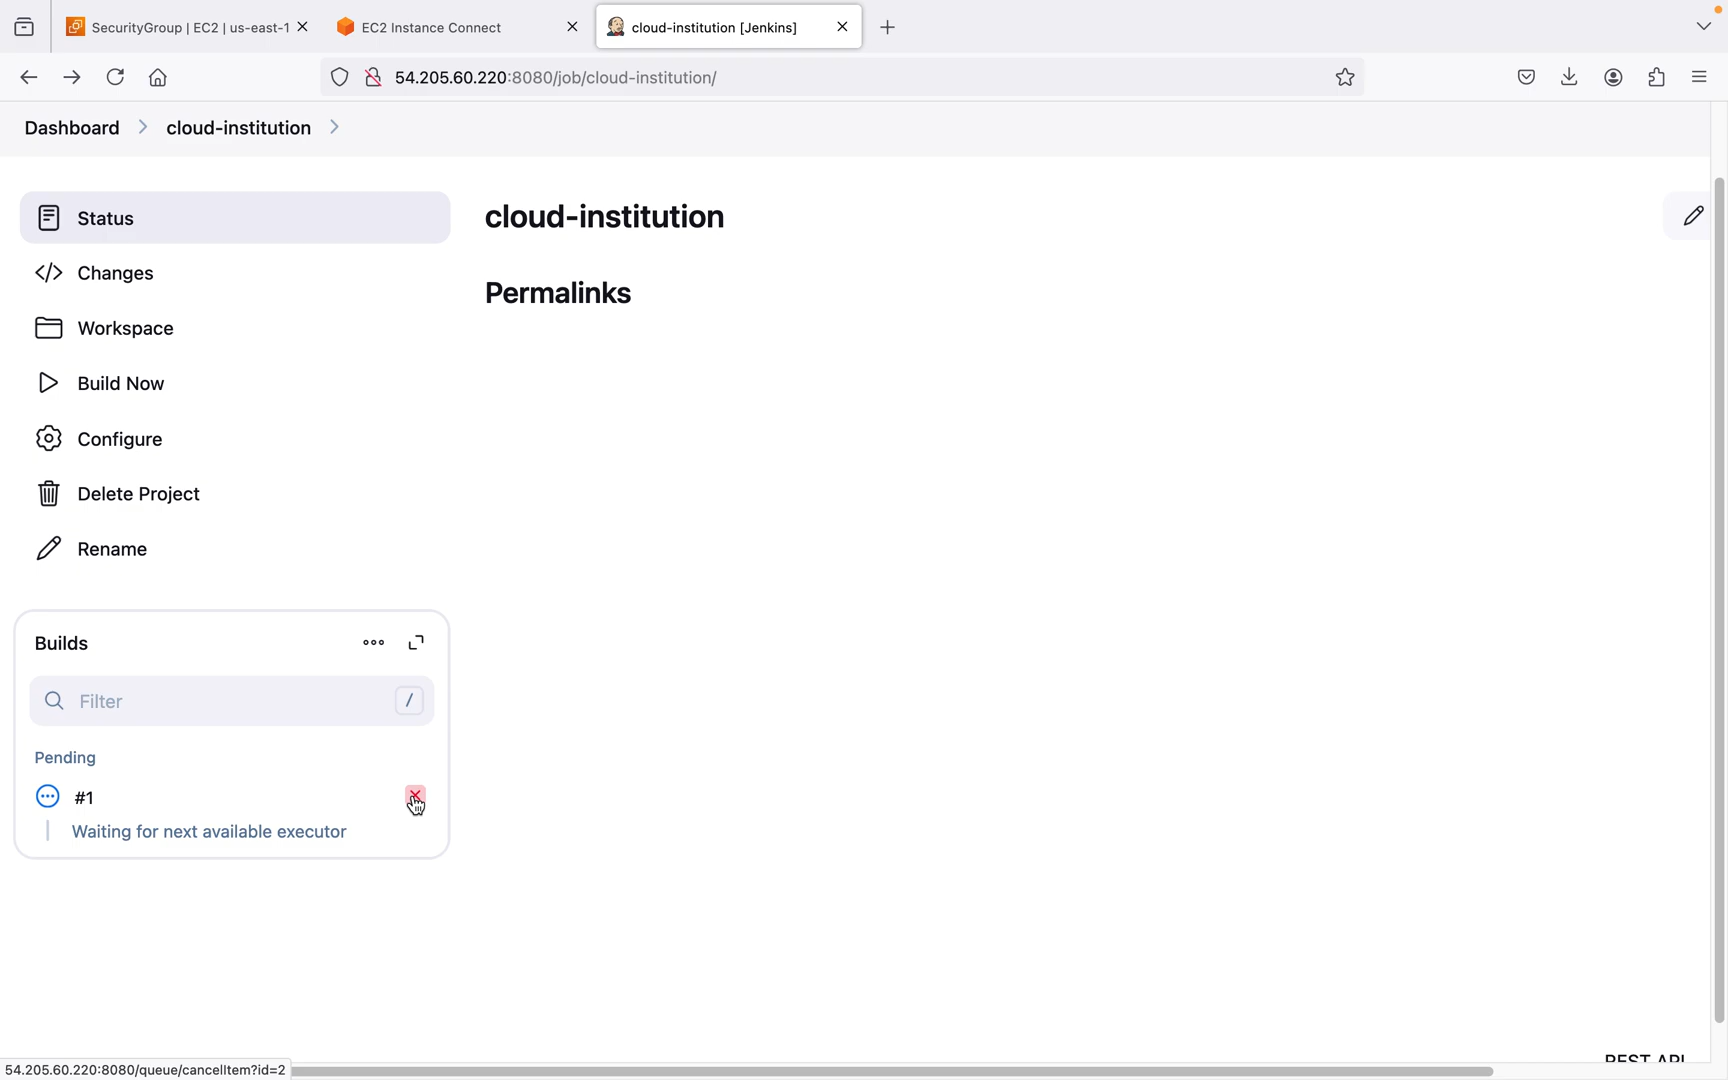 SecurityGroup | EC2 | us-east-1
EC2 Instance Connect
cloud-institution [Jenkins]
54.205.60.220:8080/job/cloud-institution/
Dashboard
cloud-institution
Status
Changes
Workspace
Build Now
Configure
Delete Project
Rename
cloud-institution
Permalinks
Builds
Filter
/
Pending
#1
Waiting for next available executor
REST API
54.205.60.220:8080/queue/cancelItem?id=2